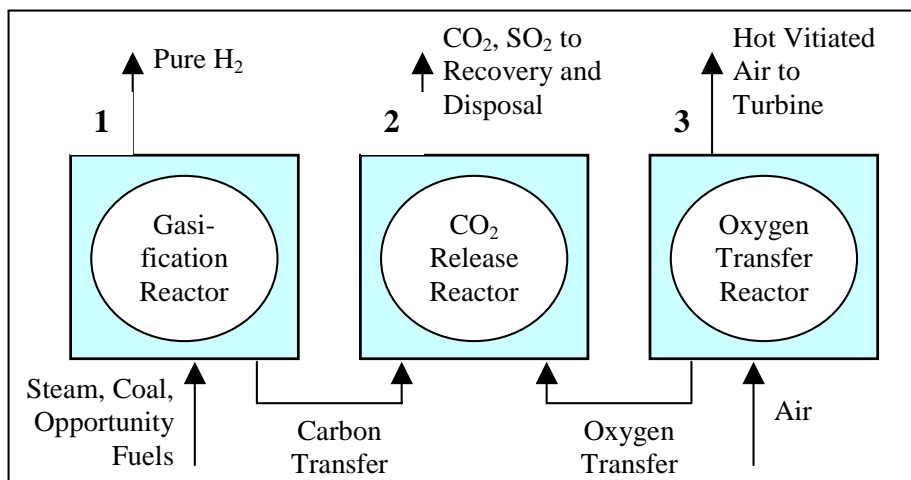 Pure H₂
1
CO₂, SO₂ to
Recovery and
Disposal
2
Hot Vitiated
Air to
Turbine
3
Gasi-
fication
Reactor
CO₂
Release
Reactor
Oxygen
Transfer
Reactor
Steam, Coal,
Opportunity
Fuels
Carbon
Transfer
Oxygen
Transfer
Air